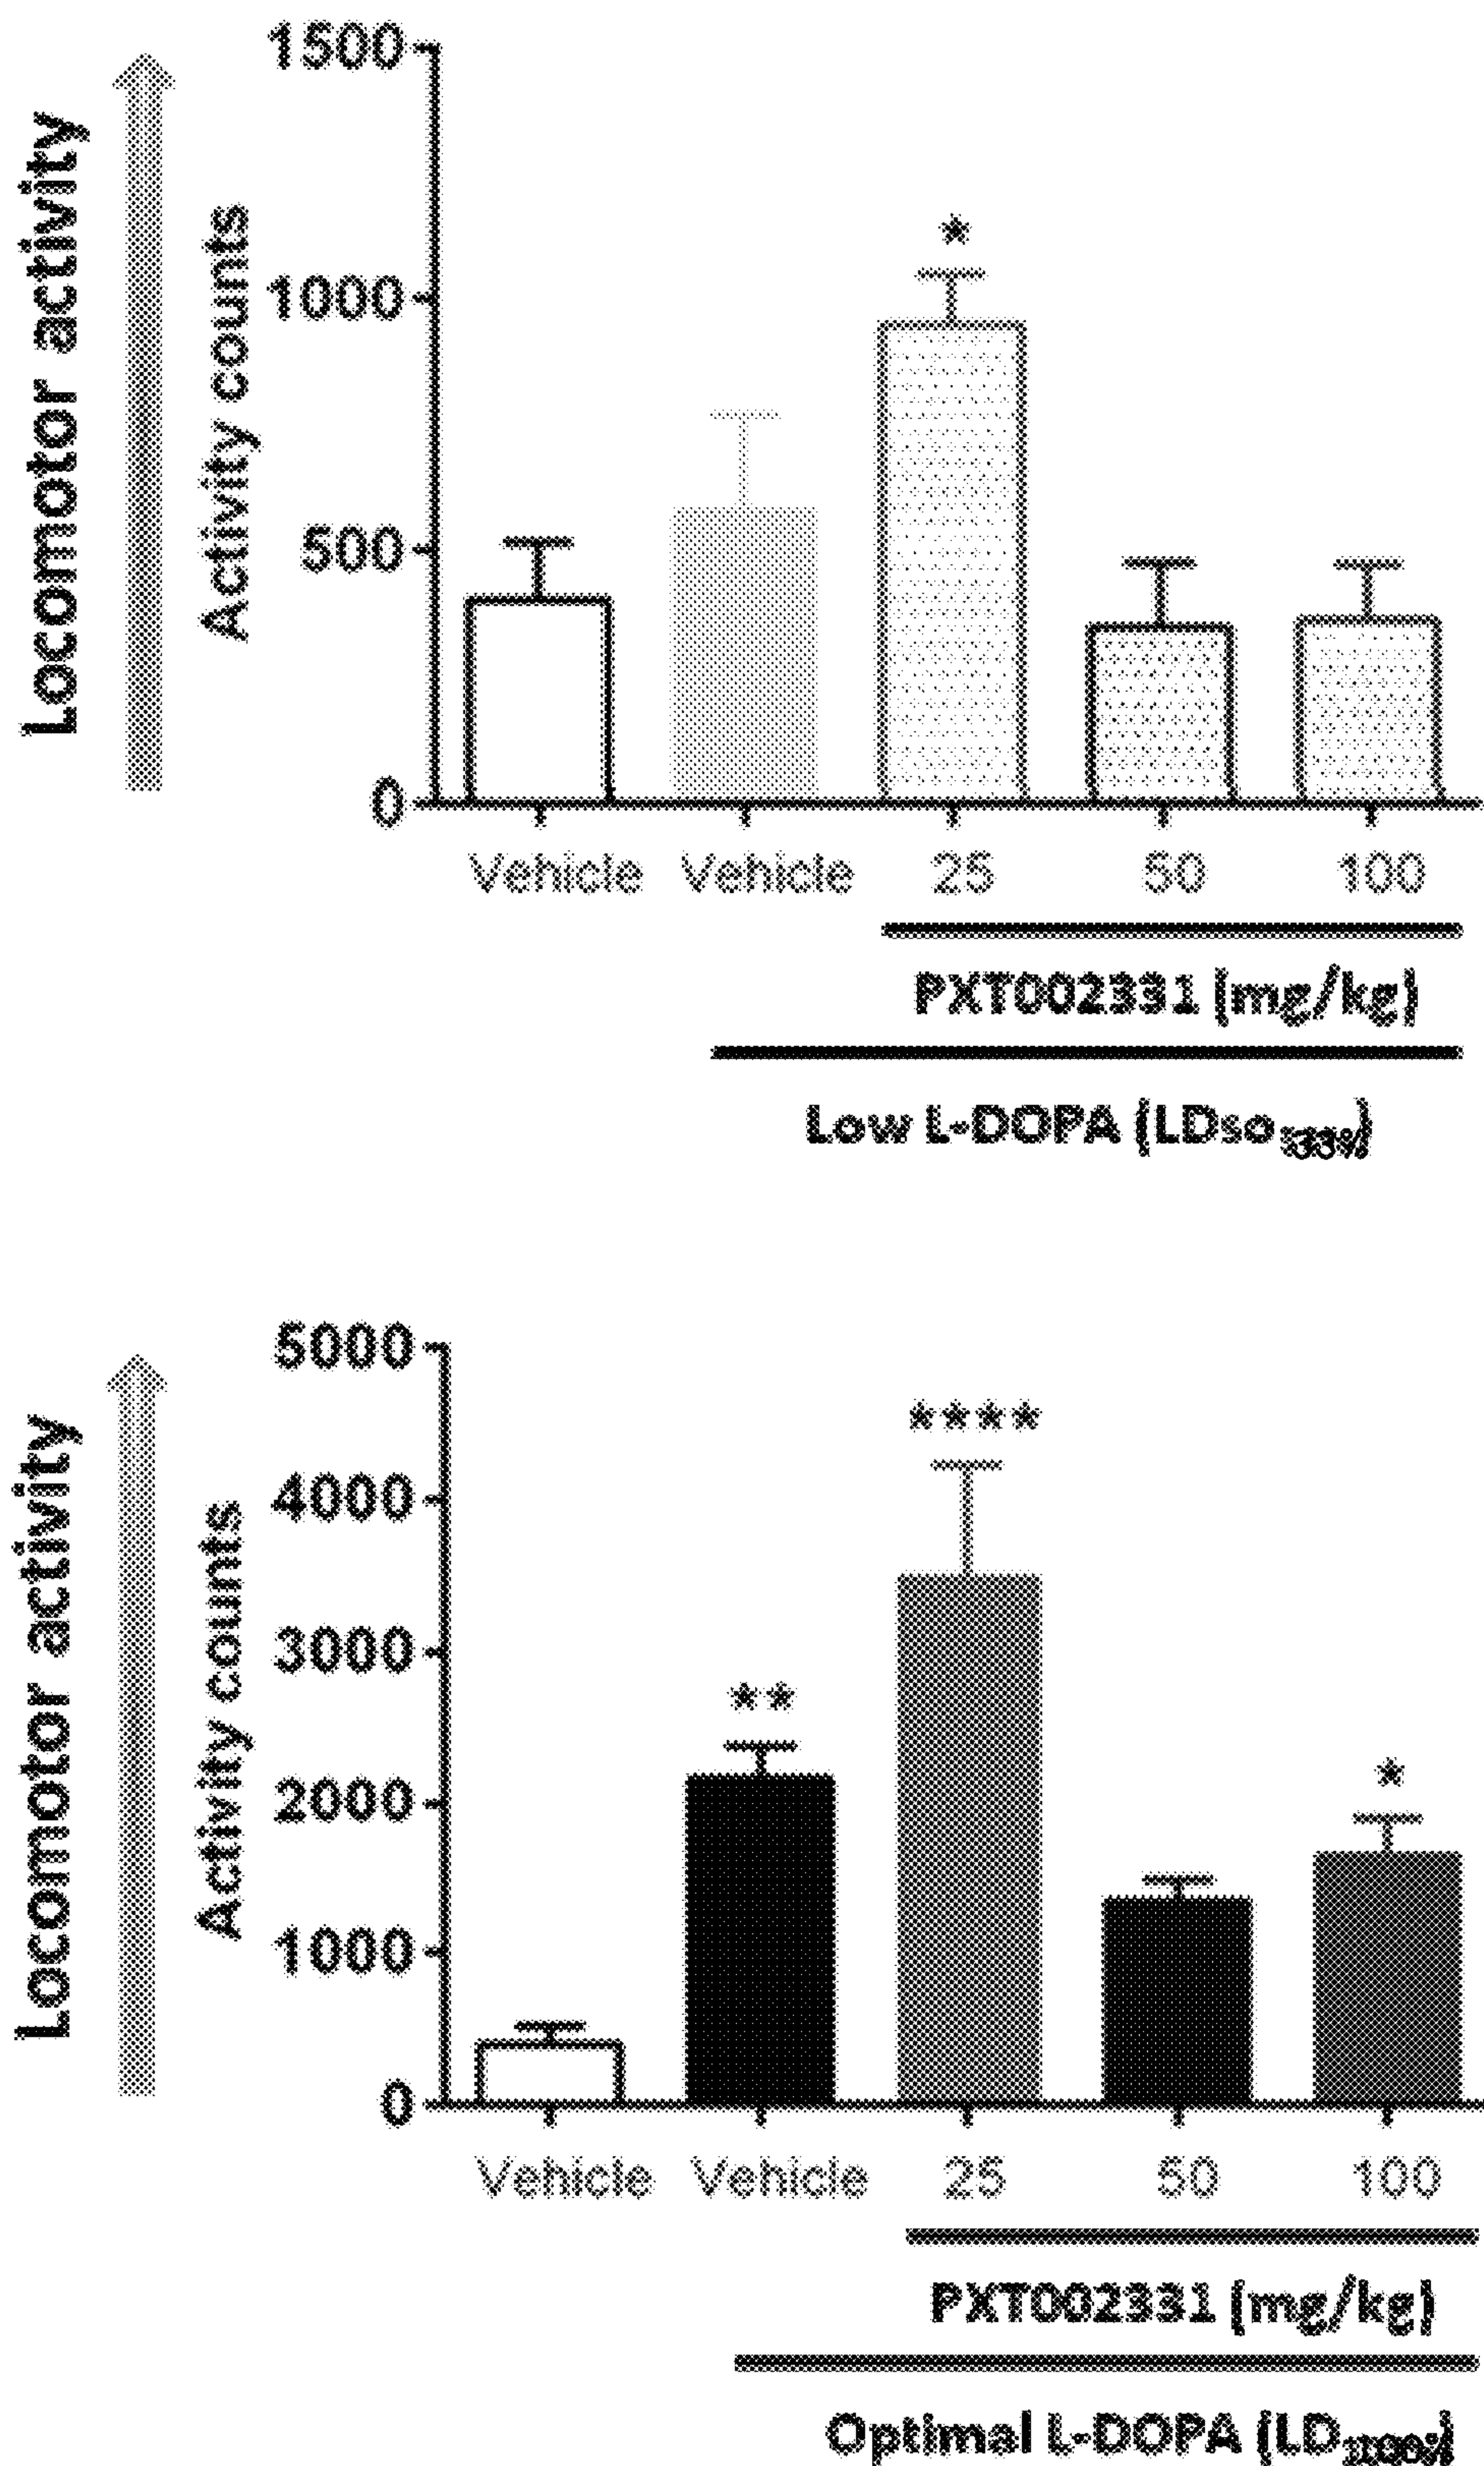 Locomotor activity
Activity counts
1500
1000
500
0
*
Vehicle Vehicle 25 50 100
PXT002331 (mg/kg)
Low L-DOPA (LDso
Locomotor activity
Activity counts
5000
4000
3000
2000
1000
0
****
**
*
Vehicle Vehicle 25 50 100
PXT002331 (mg/kg)
Optimal L-DOPA (LD